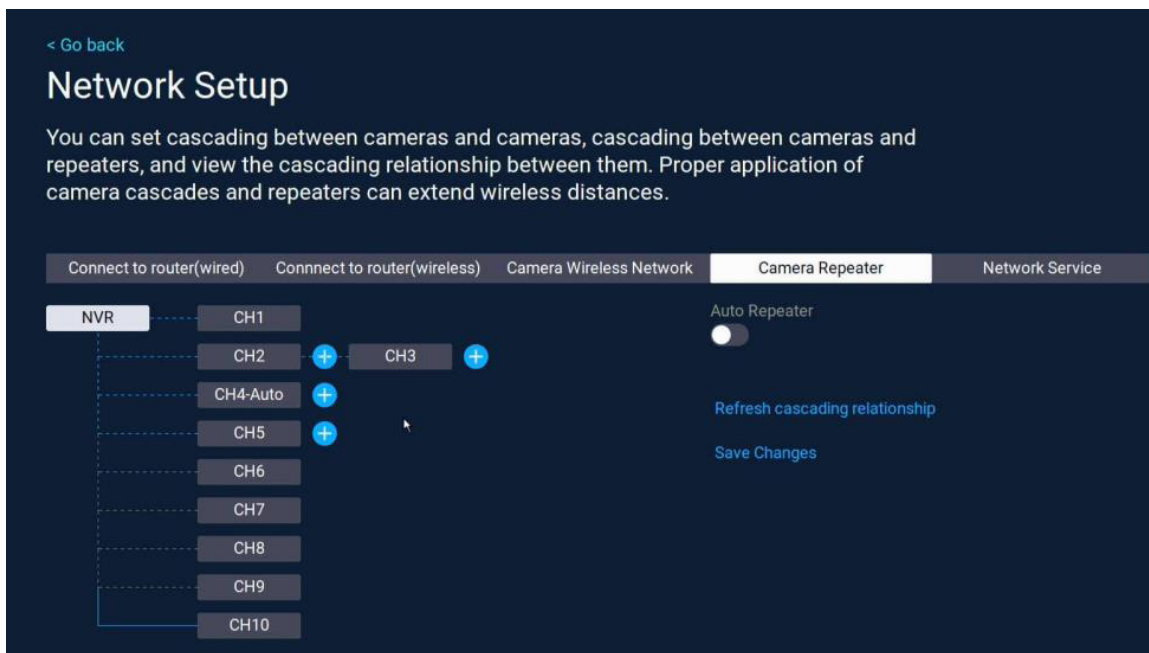 < Go back
Network Setup
You can set cascading between cameras and cameras, cascading between cameras and
repeaters, and view the cascading relationship between them. Proper application of
camera cascades and repeaters can extend wireless distances.
Connect to router(wired) Connnect to router(wireless) Camera Wireless Network Camera Repeater Network Service
NVR CH1
Auto Repeater
CH2 + CH3 +
CH4-Auto +
Refresh cascading relationship
CH5 +
Save Changes
CH6
CH7
CH8
CH9
CH10